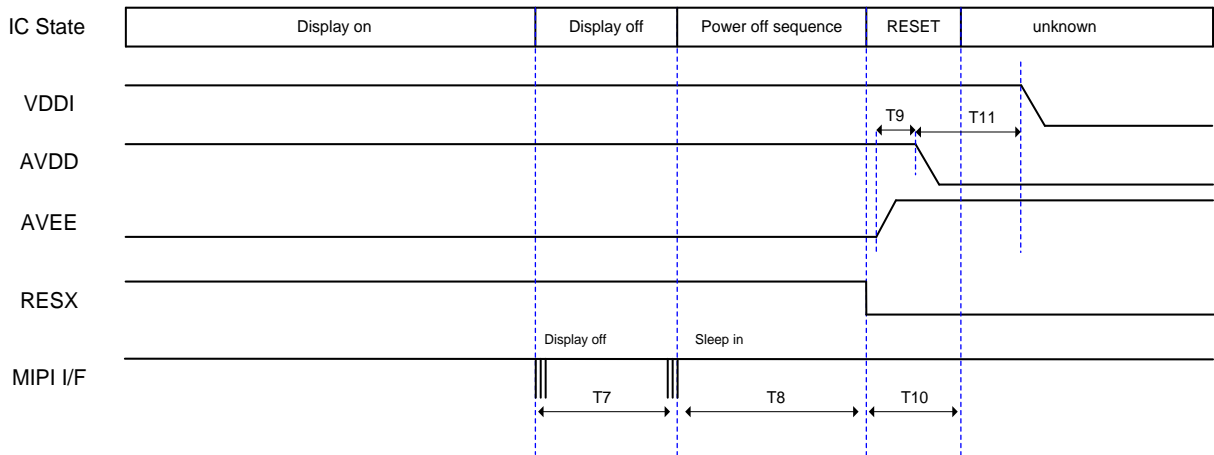 IC State
Display on
Display off
Power off sequence
RESET
unknown
VDDI
T9
T11
AVDD
AVEE
RESX
Display off
Sleep in
MIPI I/F
T7
T8
T10